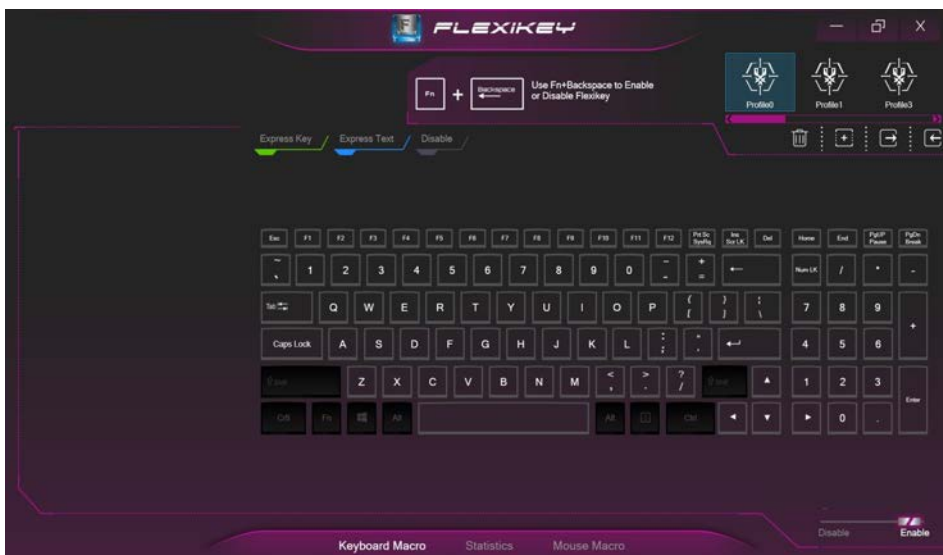 FLEXIKEY
Fn + Backspace
Use Fn+Backspace to Enable
or Disable Flexikey
Profile0 Profile1 Profile3
Express Key / Express Text / Disable /
Esc F1 F2 F3 F4 F5 F6 F7 F8 F9 F10 F11 F12 Prt Sc Ins Del Home End PgUP PgDn
SysRq Scr LK Pause Break
~ 1 2 3 4 5 6 7 8 9 0 - + Num LK / * -
` - =
Tab Q W E R T Y U I O P { } | 7 8 9 +
[ ] \
Caps Lock A S D F G H J K L : 4 5 6
;
Shift Z X C V B N M < > ? Shift 1 2 3 Enter
, . /
Fn Alt Alt Ctrl 0 .
Disable Enable
Keyboard Macro Statistics Mouse Macro